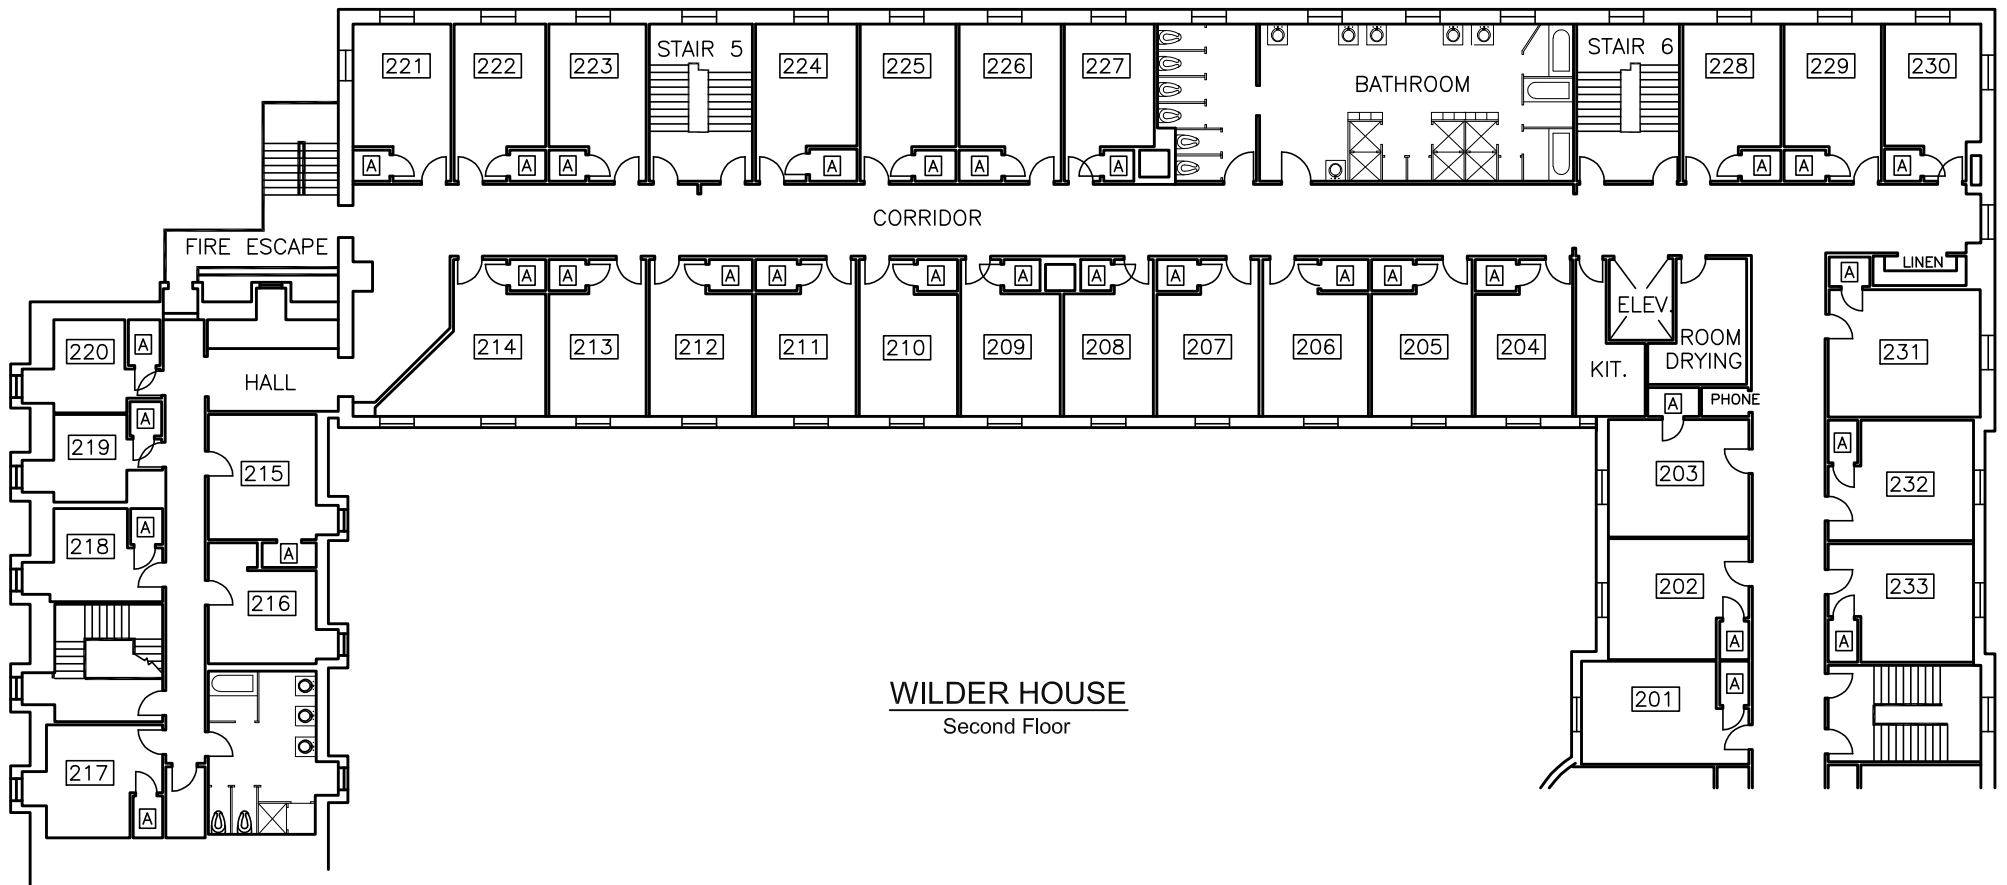 221
222
223
STAIR 5
224
225
226
227
BATHROOM
STAIR 6
228
229
230
A
A
A
A
A
A
A
A
A
A
CORRIDOR
FIRE ESCAPE
A
A
A
A
A
A
A
A
A
A
A
A
LINEN
ELEV.
220
A
214
213
212
211
210
209
208
207
206
205
204
KIT.
ROOM
DRYING
231
HALL
PHONE
A
A
219
215
203
A
232
218
A
A
216
202
233
A
A
201
A
217
A
WILDER HOUSE
Second Floor